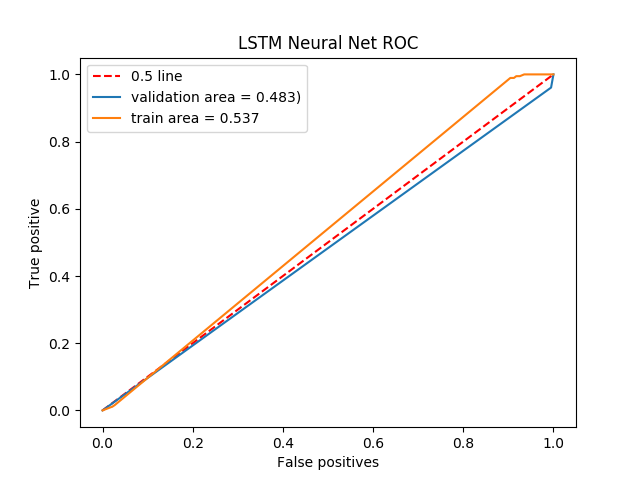 LSTM Neural Net ROC
0.5 line
validation area = 0.483)
train area = 0.537
1.0
0.8
0.6
0.4
0.2
0.0
True positive
0.0 0.2 0.4 0.6 0.8 1.0
False positives